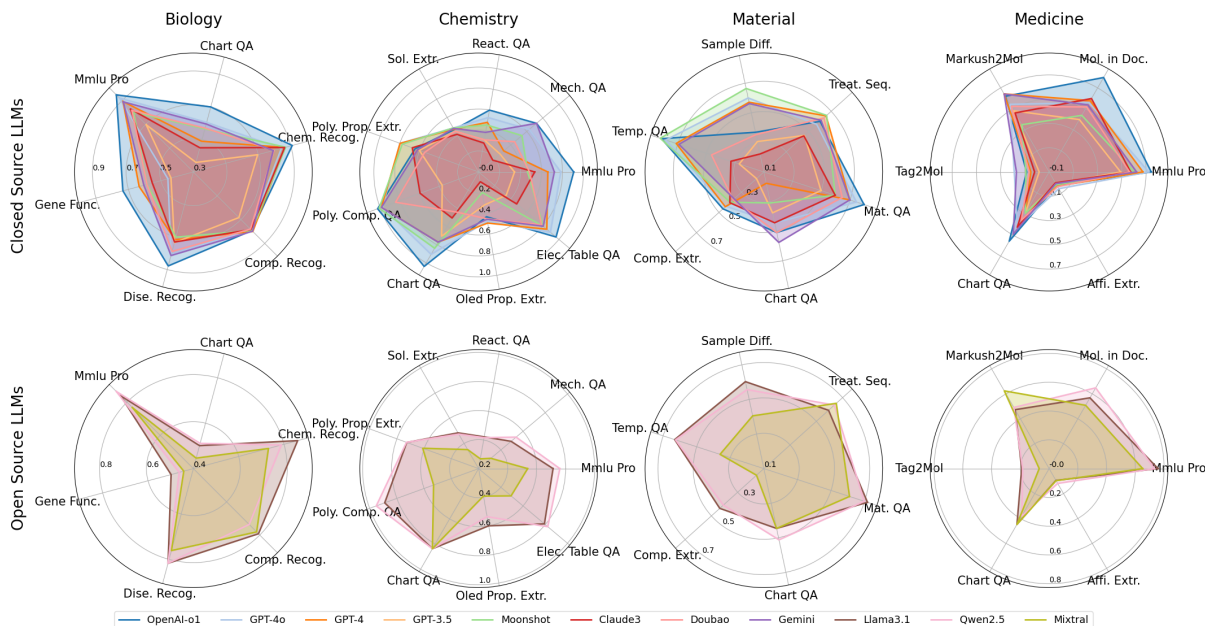 Biology
Chemistry
Material
Medicine
Closed Source LLMs
Chart QA
Mmlu Pro
Chem. Recog.
0.9 0.7 0.5 0.3
Gene Func.
Comp. Recog.
Dise. Recog.
React. QA
Sol. Extr.
Mech. QA
Poly. Prop. Extr.
-0.0
Mmlu Pro
0.2
Poly. Comp. QA
0.4
0.6
0.8
1.0
Elec. Table QA
Chart QA
Oled Prop. Extr.
Sample Diff.
Treat. Seq.
Temp. QA
0.1
0.3
0.5
0.7
Mat. QA
Comp. Extr.
Chart QA
Markush2Mol
Mol. in Doc.
Tag2Mol
-0.1
Mmlu Pro
0.1
0.3
0.5
0.7
Chart QA
Affi. Extr.
Open Source LLMs
Chart QA
Mmlu Pro
Chem. Recog.
0.8 0.6 0.4
Gene Func.
Comp. Recog.
Dise. Recog.
React. QA
Sol. Extr.
Mech. QA
Poly. Prop. Extr.
0.2
Mmlu Pro
0.4
Poly. Comp. QA
0.6
0.8
1.0
Elec. Table QA
Chart QA
Oled Prop. Extr.
Sample Diff.
Treat. Seq.
Temp. QA
0.1
0.3
0.5
0.7
Mat. QA
Comp. Extr.
Chart QA
Markush2Mol
Mol. in Doc.
Tag2Mol
-0.0
Mmlu Pro
0.2
0.4
0.6
0.8
Chart QA
Affi. Extr.
OpenAI-o1 GPT-4o GPT-4 GPT-3.5 Moonshot Claude3 Doubao Gemini Llama3.1 Qwen2.5 Mixtral